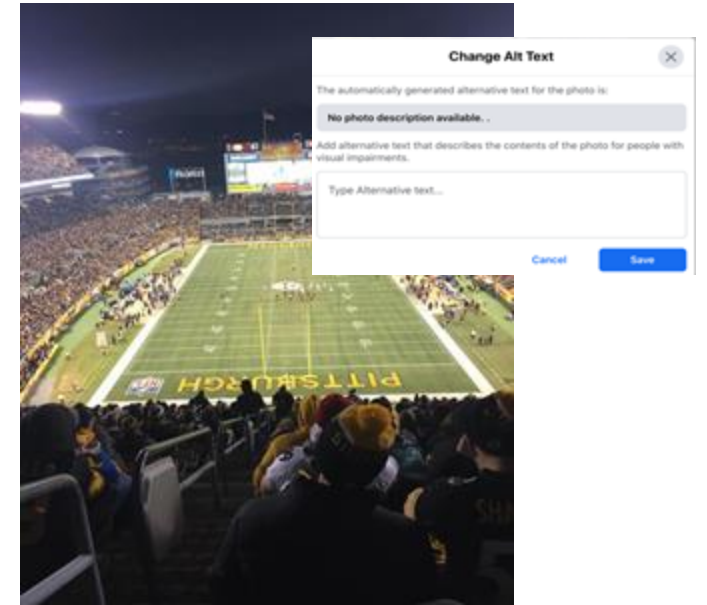 Change Alt Text
The automatically generated alternative text for the photo is:
No photo description available. .
Add alternative text that describes the contents of the photo for people with
visual impairments.
Type Alternative text...
Cancel
Save
PITTSBURGH